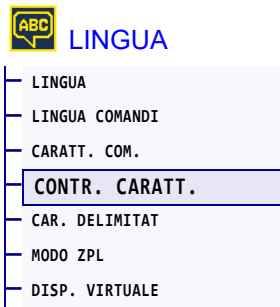 ABC
LINGUA
LINGUA
LINGUA COMANDI
CARATT. COM.
CONTR. CARATT.
CAR. DELIMITAT
MODO ZPL
DISP. VIRTUALE